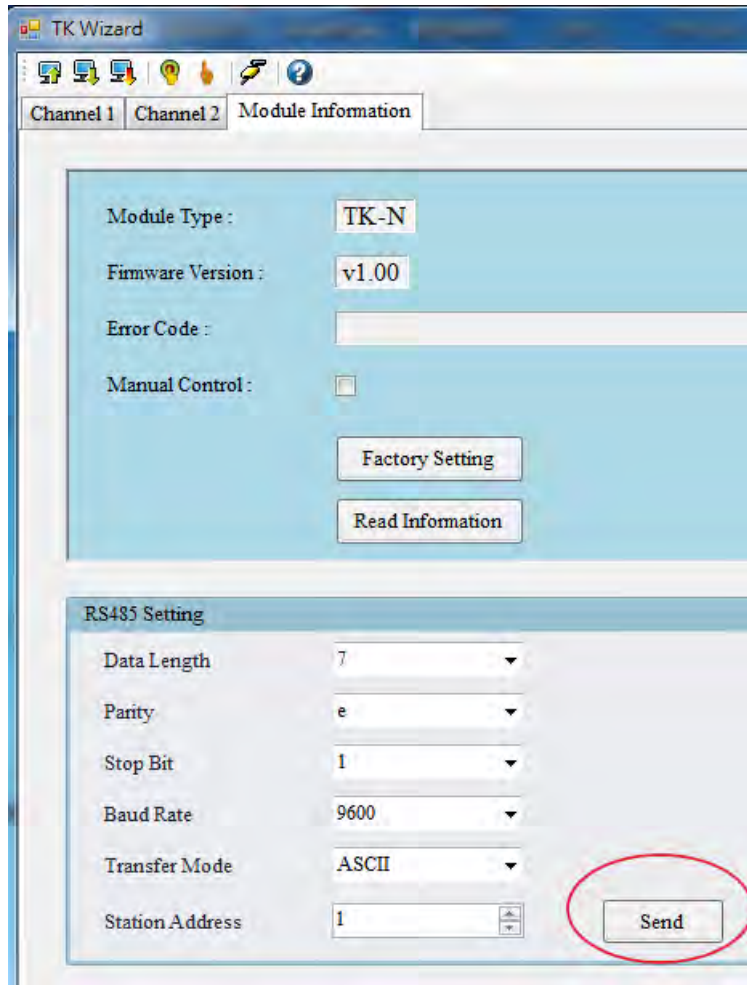 TK Wizard
Channel 1 Channel 2 Module Information
Module Type : TK-N
Firmware Version : v1.00
Error Code :
Manual Control :
Factory Setting
Read Information
RS485 Setting
Data Length 7
Parity e
Stop Bit 1
Baud Rate 9600
Transfer Mode ASCII
Station Address 1 Send